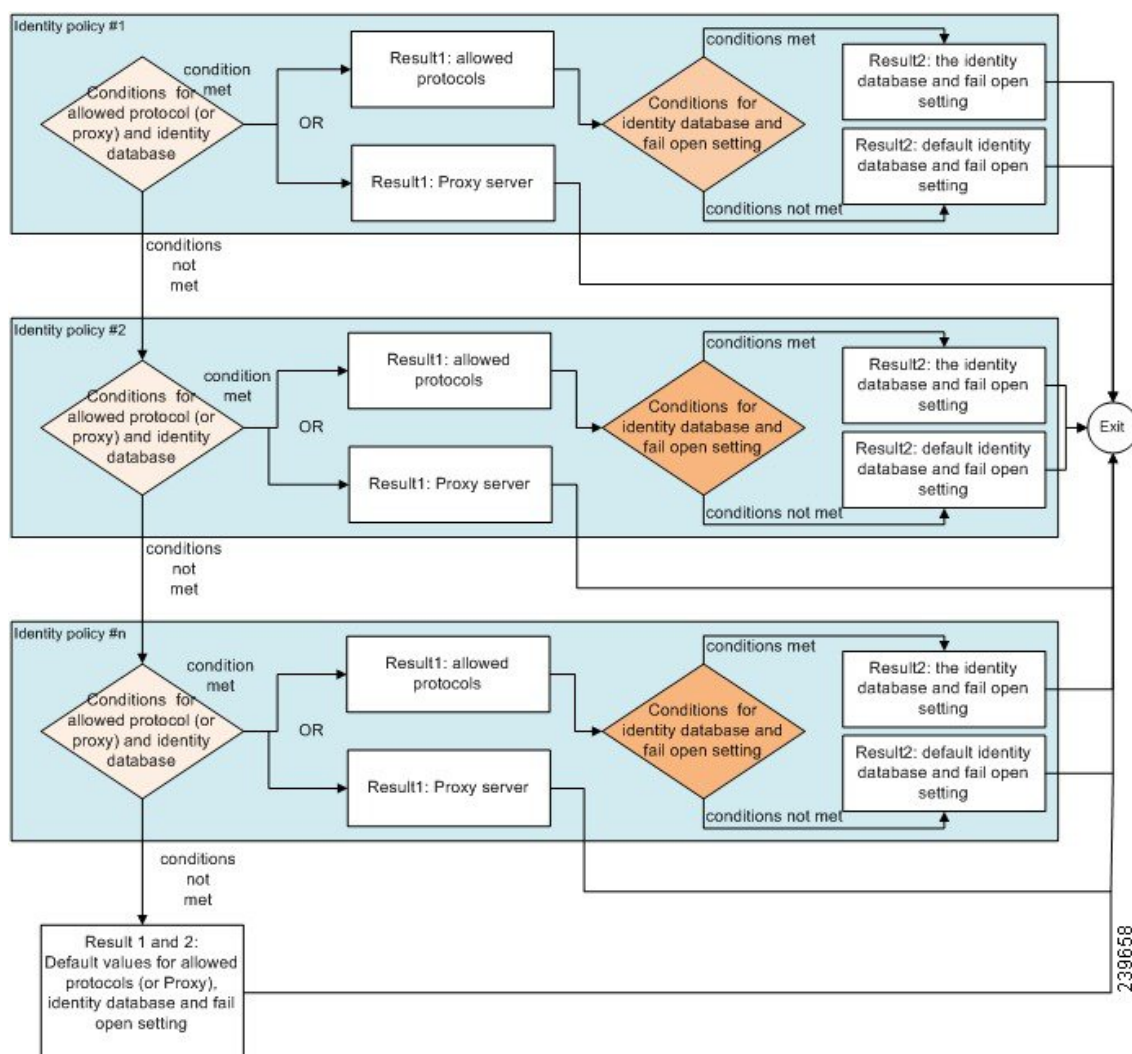 Identity policy #1
condition
met
Conditions for
allowed protocol (or
proxy) and identity
database
OR
Result1: allowed
protocols
Result1: Proxy server
conditions met
Conditions for
identity database and
fail open setting
conditions not met
Result2: the identity
database and fail open
setting
Result2: default identity
database and fail open
setting
conditions
not
met
Identity policy #2
condition
met
Conditions for
allowed protocol (or
proxy) and identity
database
OR
Result1: allowed
protocols
Result1: Proxy server
conditions met
Conditions for
identity database and
fail open setting
conditions not met
Result2: the identity
database and fail open
setting
Result2: default identity
database and fail open
setting
Exit
conditions
not
met
Identity policy #n
condition
met
Conditions for
allowed protocol (or
proxy) and identity
database
OR
Result1: allowed
protocols
Result1: Proxy server
conditions met
Conditions for
identity database and
fail open setting
conditions not met
Result2: the identity
database and fail open
setting
Result2: default identity
database and fail open
setting
conditions
not
met
Result 1 and 2:
Default values for allowed
protocols (or Proxy),
identity database and fail
open setting
239658